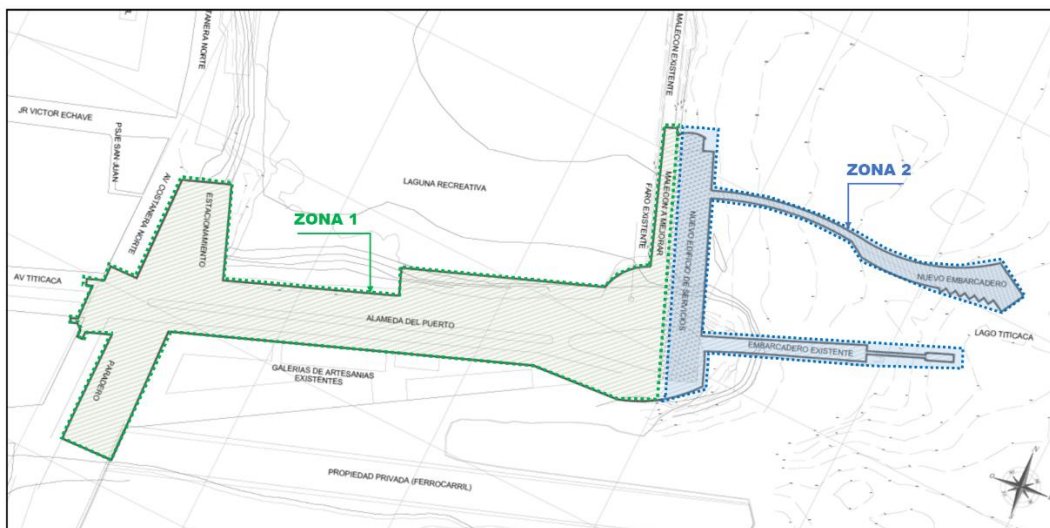 TANERA NORTE
MALECON EXISTENTE
JR VICTOR ECHAVE
PSJE SAN JUAN
AV COSTANERA NORTE
ESTACIONAMIENTO
LAGUNA RECREATIVA
FARO EXISTENTE
MALECON A MEJORAR
ZONA 2
ZONA 1
NUEVO EDIFICIO DE SERVICIOS
AV TITICACA
NUEVO EMBARCADERO
ALAMEDA DEL PUERTO
LAGO TITICACA
EMBARCADERO EXISTENTE
PARADERO
GALERIAS DE ARTESANIAS
EXISTENTES
PROPIEDAD PRIVADA (FERROCARRIL)
N